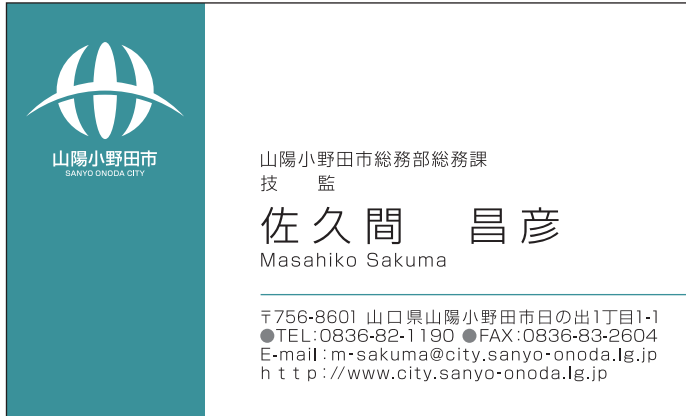 山陽小野田市
SANYO ONODA CITY
山陽小野田市総務部総務課
技　監
佐久間　昌彦
Masahiko Sakuma
〒756-8601 山口県山陽小野田市日の出1丁目1-1
●TEL:0836-82-1190 ●FAX:0836-83-2604
E-mail:m-sakuma@city.sanyo-onoda.lg.jp
http://www.city.sanyo-onoda.lg.jp